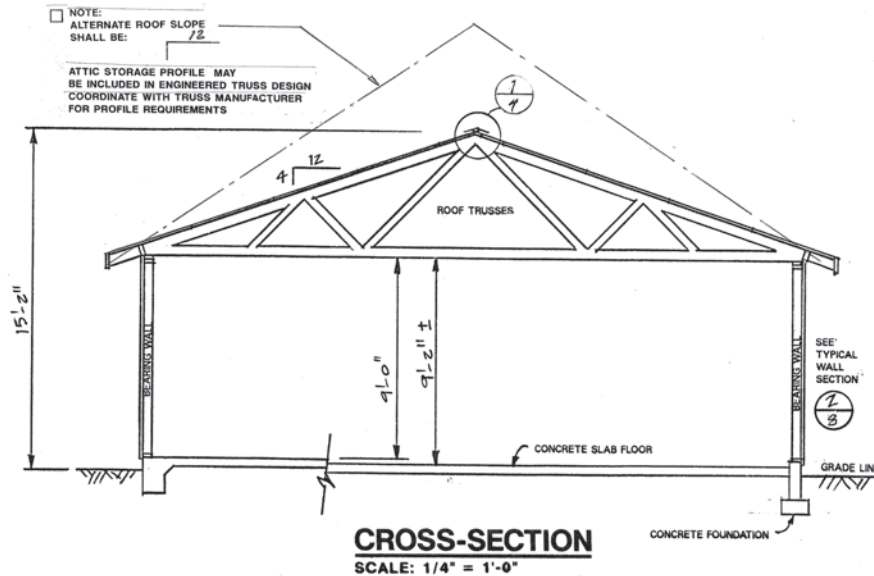 NOTE:
ALTERNATE ROOF SLOPE
SHALL BE:
12
ATTIC STORAGE PROFILE MAY
BE INCLUDED IN ENGINEERED TRUSS DESIGN
COORDINATE WITH TRUSS MANUFACTURER
FOR PROFILE REQUIREMENTS
1
4
12
4
ROOF TRUSSES
15'-2"
BEARING WALL
9'-0"
9'-2" ±
BEARING WALL
SEE
TYPICAL
WALL
SECTION
2
8
CONCRETE SLAB FLOOR
GRADE LIN
CONCRETE FOUNDATION
CROSS-SECTION
SCALE: 1/4" = 1'-0"